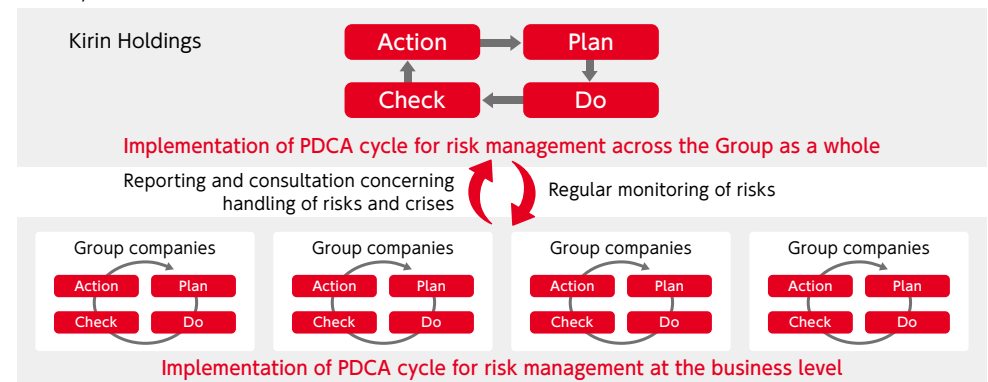 Kirin Holdings
Action
Plan
Check
Do
Implementation of PDCA cycle for risk management across the Group as a whole
Reporting and consultation concerning
handling of risks and crises
Regular monitoring of risks
Group companies
Action
Plan
Check
Do
Group companies
Action
Plan
Check
Do
Group companies
Action
Plan
Check
Do
Group companies
Action
Plan
Check
Do
Implementation of PDCA cycle for risk management at the business level